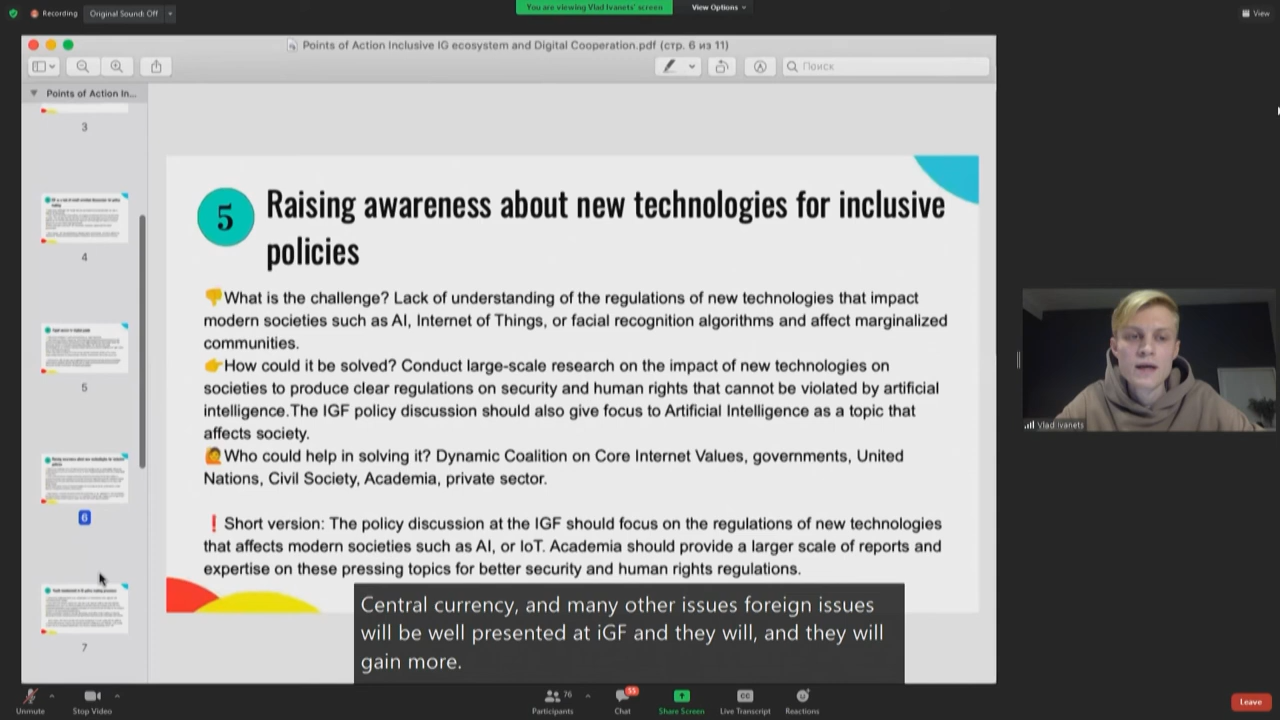 Recording
Original Sound: Off
You are viewing Vlad Ivanets' screen
View Options
View
Points of Action Inclusive IG ecosystem and Digital Cooperation.pdf (стр. 6 из 11)
Поиск
Points of Action In...
3
4
5
6
7
5
Raising awareness about new technologies for inclusive
policies
What is the challenge? Lack of understanding of the regulations of new technologies that impact
modern societies such as AI, Internet of Things, or facial recognition algorithms and affect marginalized
communities.
How could it be solved? Conduct large-scale research on the impact of new technologies on
societies to produce clear regulations on security and human rights that cannot be violated by artificial
intelligence.The IGF policy discussion should also give focus to Artificial Intelligence as a topic that
affects society.
Who could help in solving it? Dynamic Coalition on Core Internet Values, governments, United
Nations, Civil Society, Academia, private sector.
❗Short version: The policy discussion at the IGF should focus on the regulations of new technologies
that affects modern societies such as AI, or IoT. Academia should provide a larger scale of reports and
expertise on these pressing topics for better security and human rights regulations.
Central currency, and many other issues foreign issues
will be well presented at iGF and they will, and they will
gain more.
Vlad Ivanets
Unmute
Stop Video
76
Participants
55
Chat
Share Screen
CC
Live Transcript
Reactions
Leave